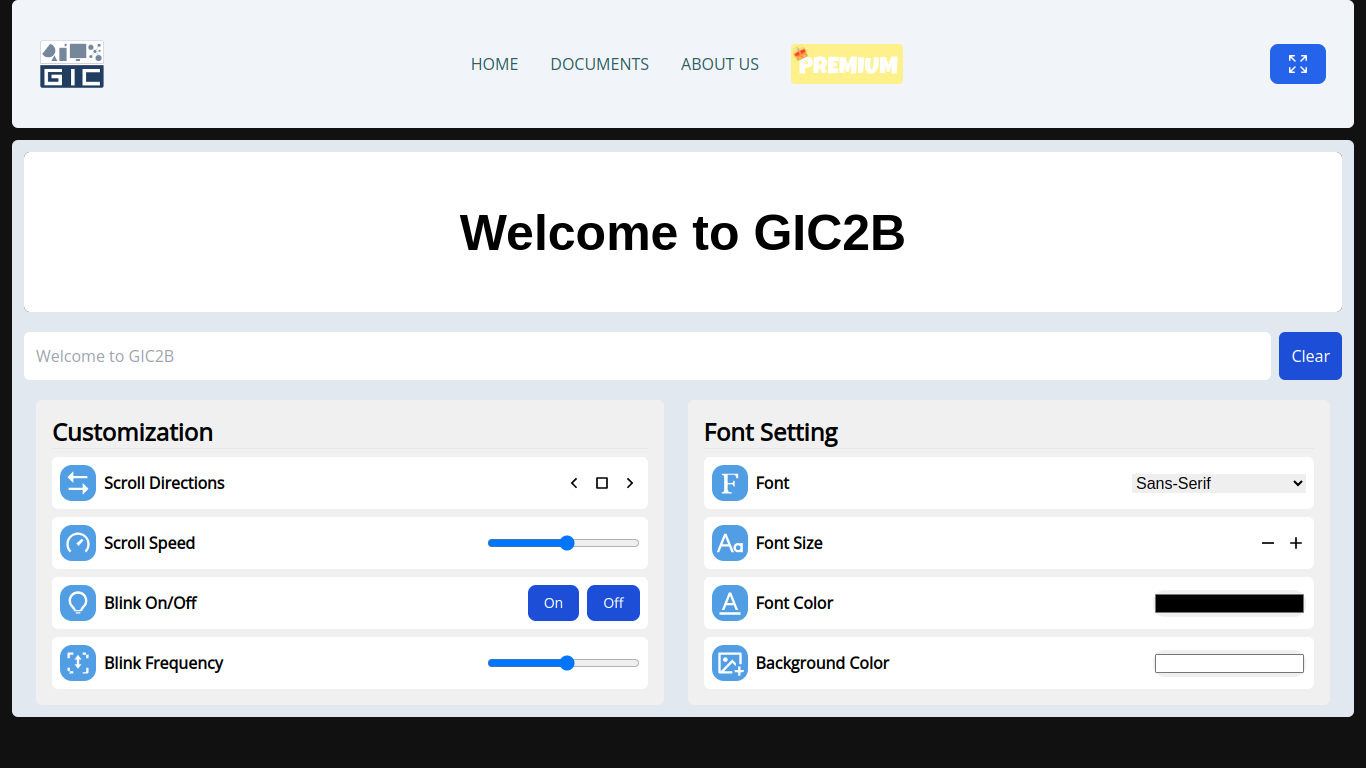 GIC
HOME
DOCUMENTS
ABOUT US
PREMIUM
Welcome to GIC2B
Welcome to GIC2B
Clear
Customization
Scroll Directions
Scroll Speed
Blink On/Off
On
Off
Blink Frequency
Font Setting
F
Font
Sans-Serif
Aa
Font Size
A
Font Color
Background Color